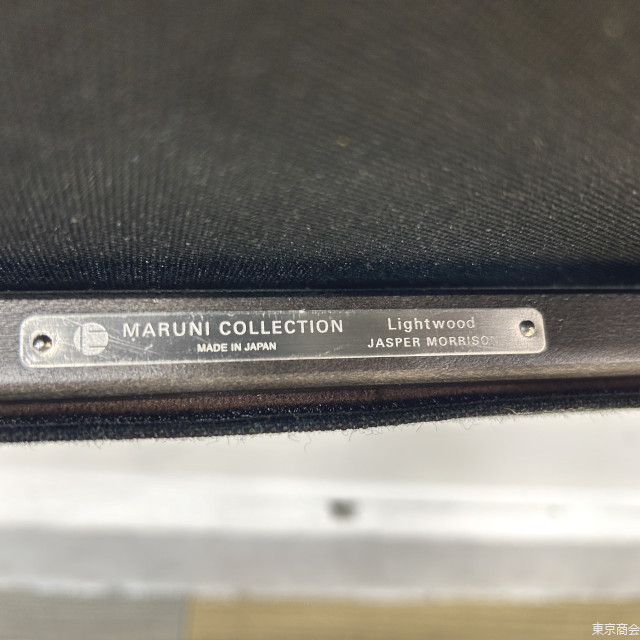 MARUNI COLLECTION
MADE IN JAPAN
Lightwood
JASPER MORRISON
東京商会